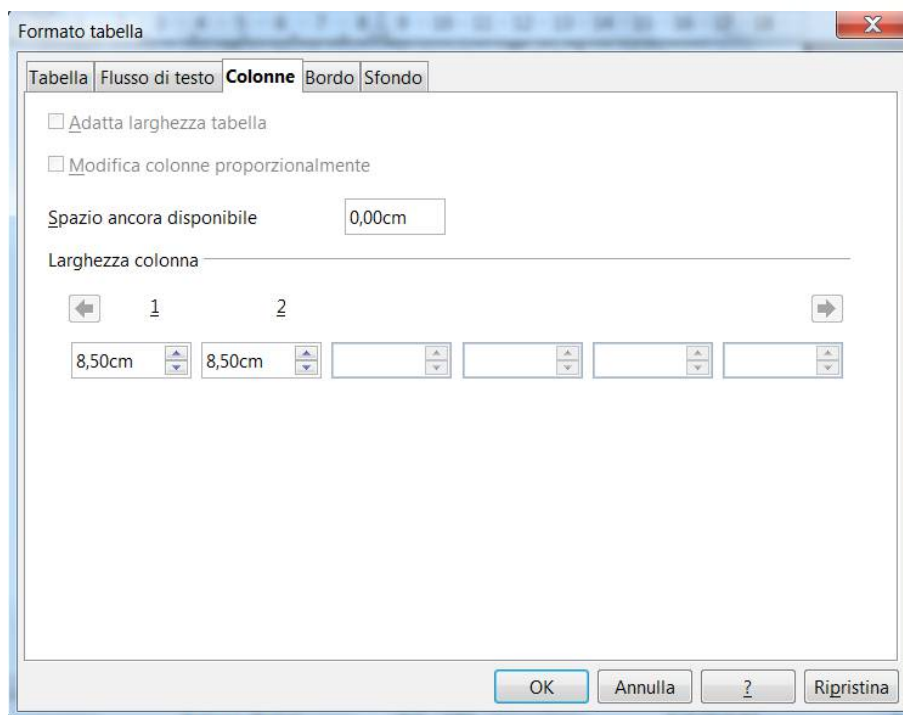 Formato tabella
Tabella Flusso di testo Colonne Bordo Sfondo
Adatta larghezza tabella
Modifica colonne proporzionalmente
Spazio ancora disponibile 0,00cm
Larghezza colonna
1 2
8,50cm 8,50cm
OK Annulla ? Ripristina